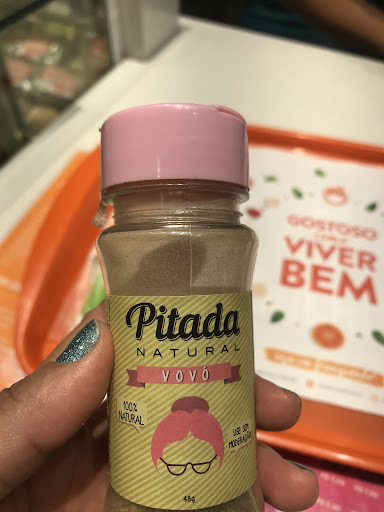 Pitada
NATURAL
VOVÓ
100%
NATURAL
USE SEM
MODERAÇÃO
48g
GOSTOSO
VIVER
BEM